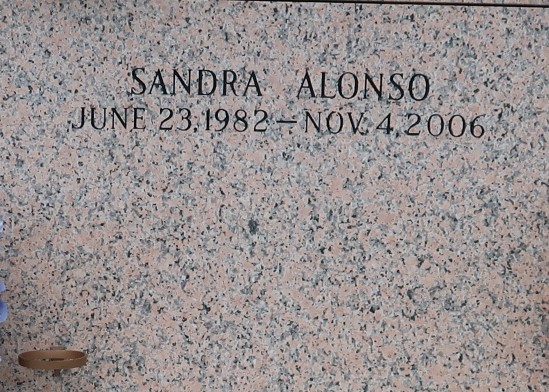 SANDRA ALONSO
JUNE 23, 1982 – NOV. 4, 2006